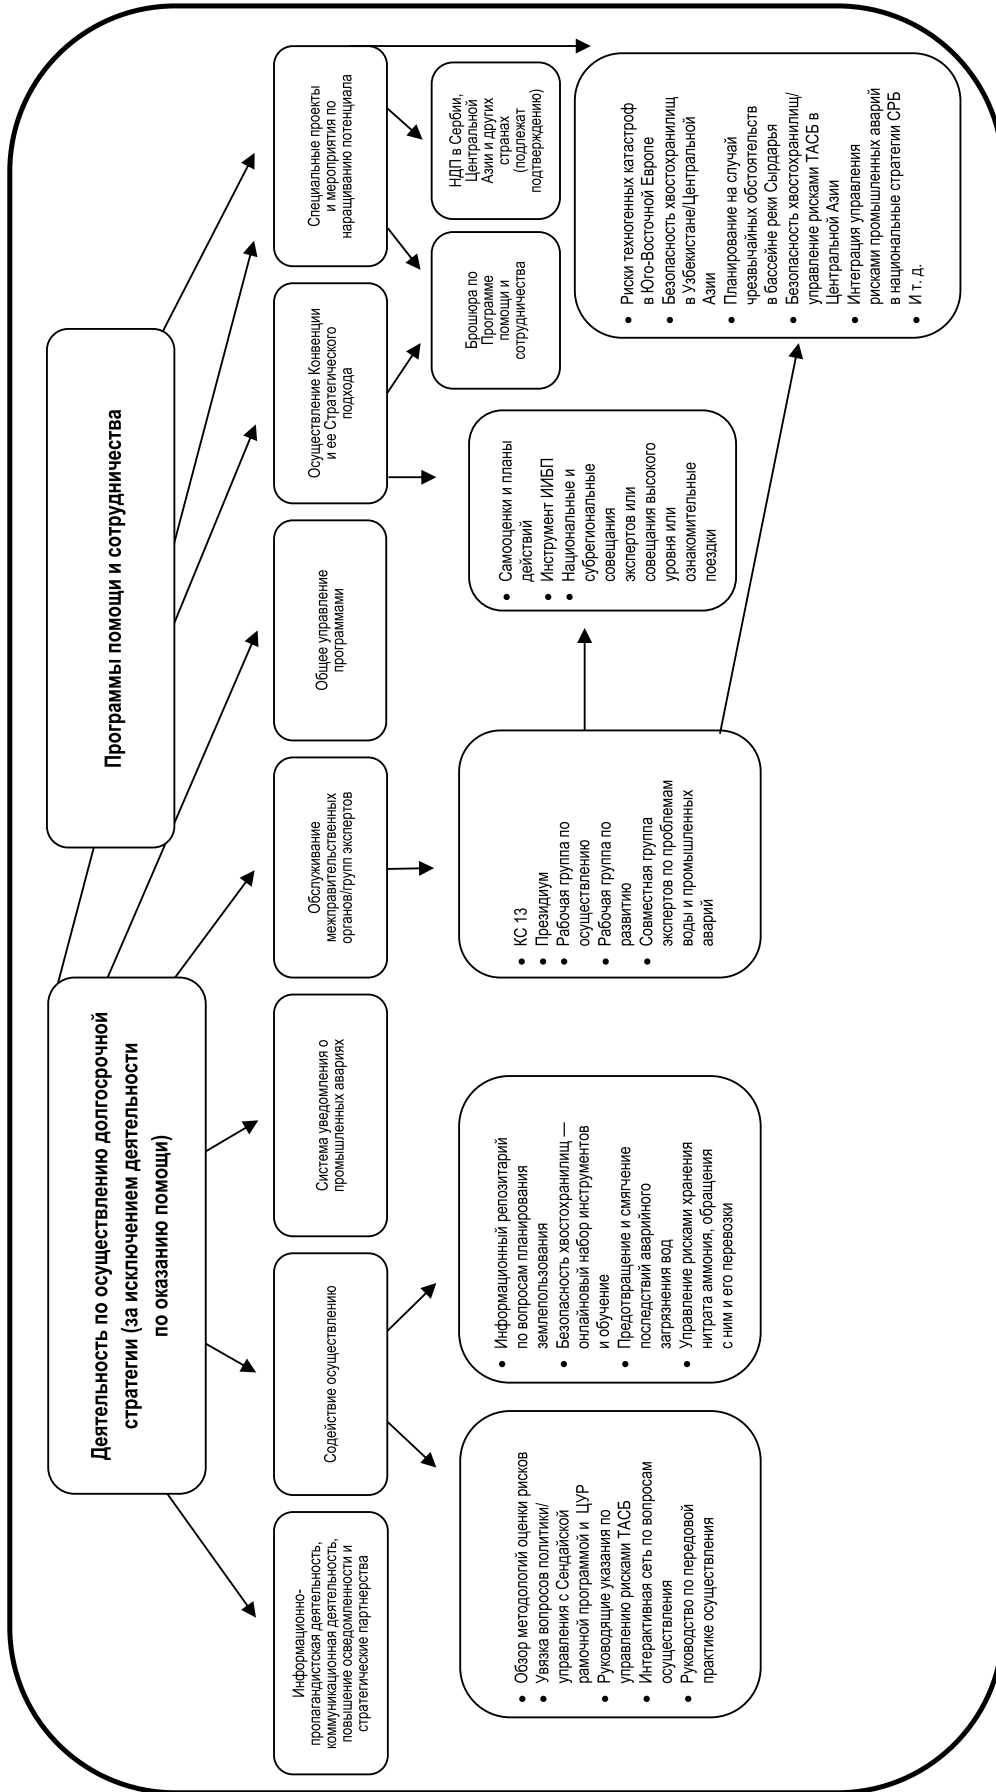 Деятельность по осуществлению долгосрочной
стратегии (за исключением деятельности
по оказанию помощи)
Программы помощи и сотрудничества
Информационно-
пропагандистская деятельность,
коммуникационная деятельность,
повышение осведомленности и
стратегические партнерства
Содействие осуществлению
Система уведомления о
промышленных авариях
Обслуживание
межправительственных
органов/групп экспертов
Общее управление
программами
Осуществление Конвенции
и ее Стратегического
подхода
Специальные проекты
и мероприятия по
наращиванию потенциала
• Обзор методологий оценки рисков
• Увязка вопросов политики/
управления с Сендайской
рамочной программой и ЦУР
• Руководящие указания по
управлению рисками ТАСБ
• Интерактивная сеть по вопросам
осуществления
• Руководство по передовой
практике осуществления
• Информационный репозитарий
по вопросам планирования
землепользования
• Безопасность хвостохранилищ —
онлайновый набор инструментов
и обучение
• Предотвращение и смягчение
последствий аварийного
загрязнения вод
• Управление рисками хранения
нитрата аммония, обращения
с ним и его перевозки
• КС 13
• Президиум
• Рабочая группа по
осуществлению
• Рабочая группа по
развитию
• Совместная группа
экспертов по проблемам
воды и промышленных
аварий
• Самооценки и планы
действий
• Инструмент ИИБП
• Национальные и
субрегиональные
совещания
экспертов или
совещания высокого
уровня или
ознакомительные
поездки
Брошюра по
Программе
помощи и
сотрудничества
НДП в Сербии,
Центральной
Азии и других
странах
(подлежат
подтверждению)
• Риски техногенных катастроф
в Юго-Восточной Европе
• Безопасность хвостохранилищ
в Узбекистане/Центральной
Азии
• Планирование на случай
чрезвычайных обстоятельств
в бассейне реки Сырдарья
• Безопасность хвостохранилищ/
управление рисками ТАСБ в
Центральной Азии
• Интеграция управления
рисками промышленных аварий
в национальные стратегии СРБ
• И т. д.